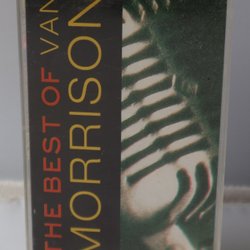 THE BEST OF VAN
MORRISON